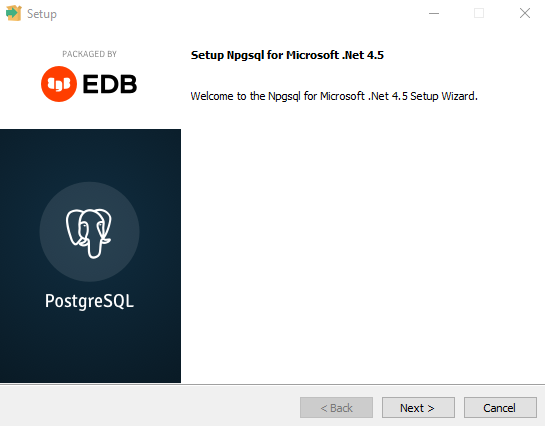 Setup
PACKAGED BY
EDB
PostgreSQL
Setup Npgsql for Microsoft .Net 4.5
Welcome to the Npgsql for Microsoft .Net 4.5 Setup Wizard.
< Back
Next >
Cancel